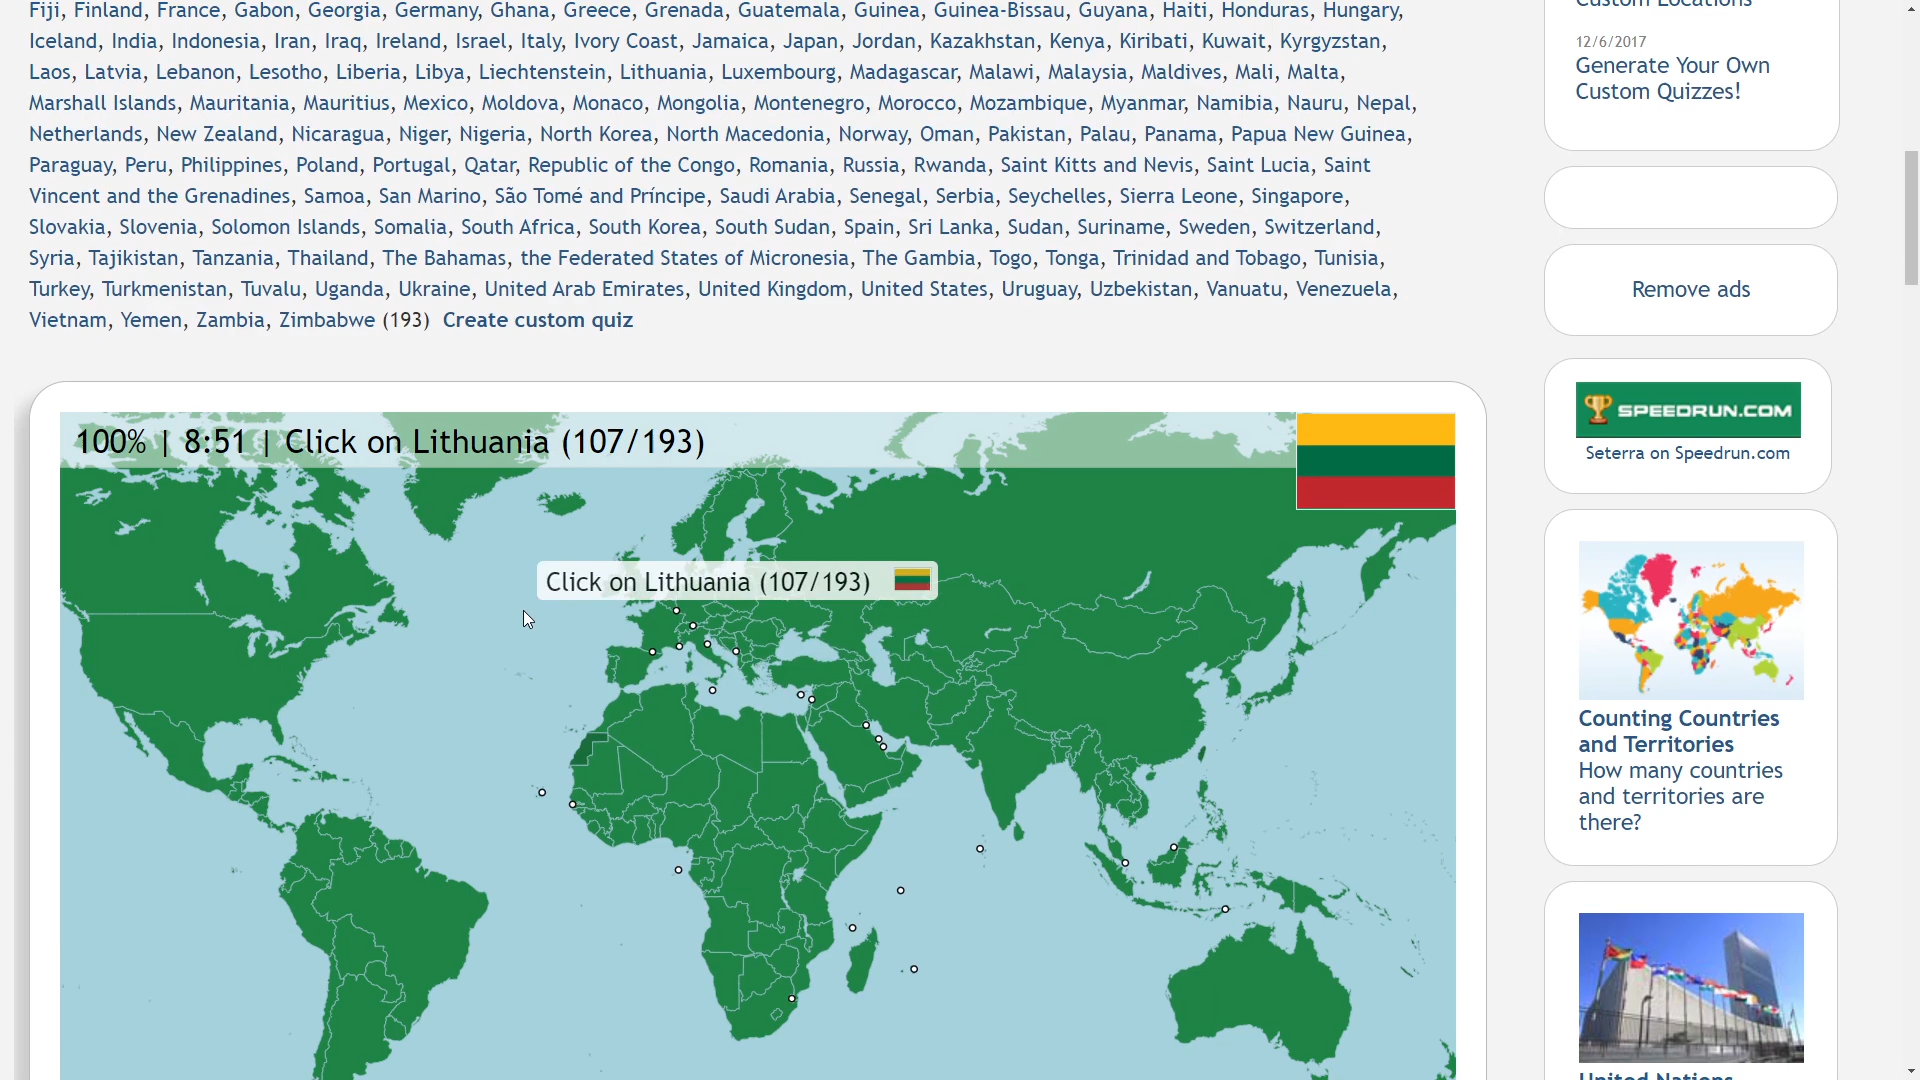 Fiji, Finland, France, Gabon, Georgia, Germany, Ghana, Greece, Grenada, Guatemala, Guinea, Guinea-Bissau, Guyana, Haiti, Honduras, Hungary,
Iceland, India, Indonesia, Iran, Iraq, Ireland, Israel, Italy, Ivory Coast, Jamaica, Japan, Jordan, Kazakhstan, Kenya, Kiribati, Kuwait, Kyrgyzstan,
Laos, Latvia, Lebanon, Lesotho, Liberia, Libya, Liechtenstein, Lithuania, Luxembourg, Madagascar, Malawi, Malaysia, Maldives, Mali, Malta,
Marshall Islands, Mauritania, Mauritius, Mexico, Moldova, Monaco, Mongolia, Montenegro, Morocco, Mozambique, Myanmar, Namibia, Nauru, Nepal,
Netherlands, New Zealand, Nicaragua, Niger, Nigeria, North Korea, North Macedonia, Norway, Oman, Pakistan, Palau, Panama, Papua New Guinea,
Paraguay, Peru, Philippines, Poland, Portugal, Qatar, Republic of the Congo, Romania, Russia, Rwanda, Saint Kitts and Nevis, Saint Lucia, Saint
Vincent and the Grenadines, Samoa, San Marino, São Tomé and Príncipe, Saudi Arabia, Senegal, Serbia, Seychelles, Sierra Leone, Singapore,
Slovakia, Slovenia, Solomon Islands, Somalia, South Africa, South Korea, South Sudan, Spain, Sri Lanka, Sudan, Suriname, Sweden, Switzerland,
Syria, Tajikistan, Tanzania, Thailand, The Bahamas, the Federated States of Micronesia, The Gambia, Togo, Tonga, Trinidad and Tobago, Tunisia,
Turkey, Turkmenistan, Tuvalu, Uganda, Ukraine, United Arab Emirates, United Kingdom, United States, Uruguay, Uzbekistan, Vanuatu, Venezuela,
Vietnam, Yemen, Zambia, Zimbabwe (193) Create custom quiz
100% | 8:51 | Click on Lithuania (107/193)
Click on Lithuania (107/193)
Custom Locations
12/6/2017
Generate Your Own
Custom Quizzes!
Remove ads
SPEEDRUN.COM
Seterra on Speedrun.com
Counting Countries
and Territories
How many countries
and territories are
there?
United Nations